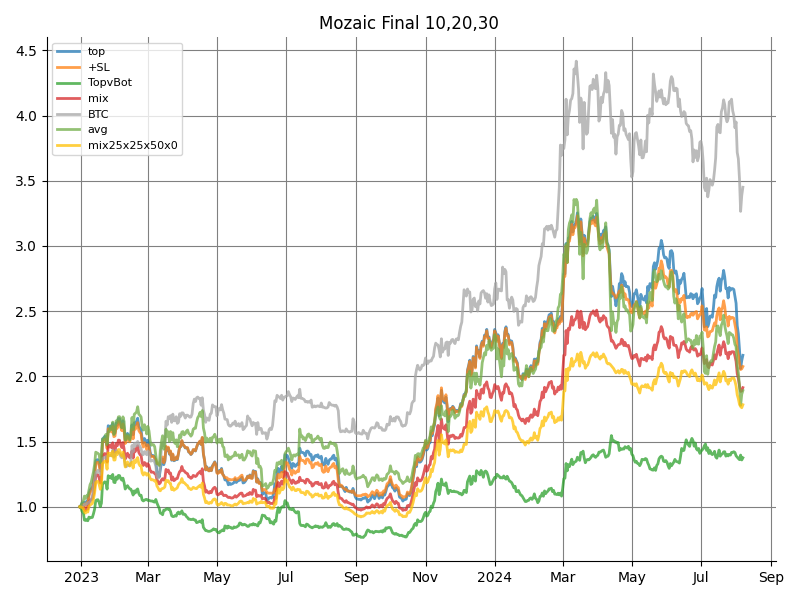 Mozaic Final 10,20,30
top
+SL
TopvBot
mix
BTC
avg
mix25x25x50x0
4.5
4.0
3.5
3.0
2.5
2.0
1.5
1.0
2023 Mar May Jul Sep Nov 2024 Mar May Jul Sep